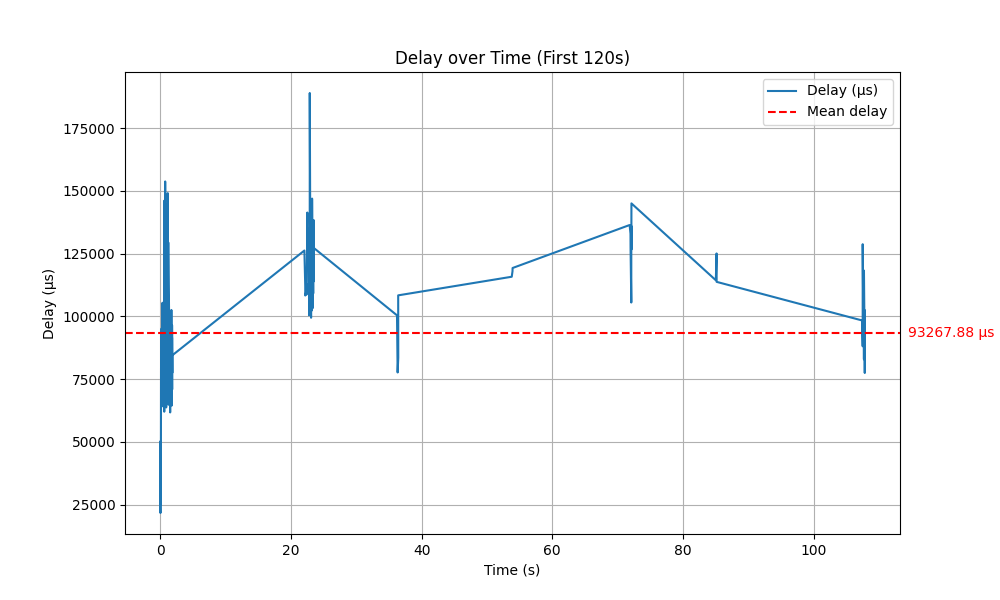 Delay over Time (First 120s)
Delay (µs)
Mean delay
175000
150000
125000
100000
75000
50000
25000
Delay (µs)
93267.88 µs
0 20 40 60 80 100
Time (s)